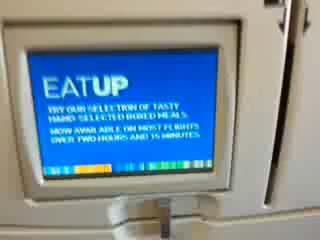 EATUP
TRY OUR SELECTION OF TASTY
HAND-SELECTED BOXED MEALS.
NOW AVAILABLE ON MOST FLIGHTS
OVER TWO HOURS AND 15 MINUTES